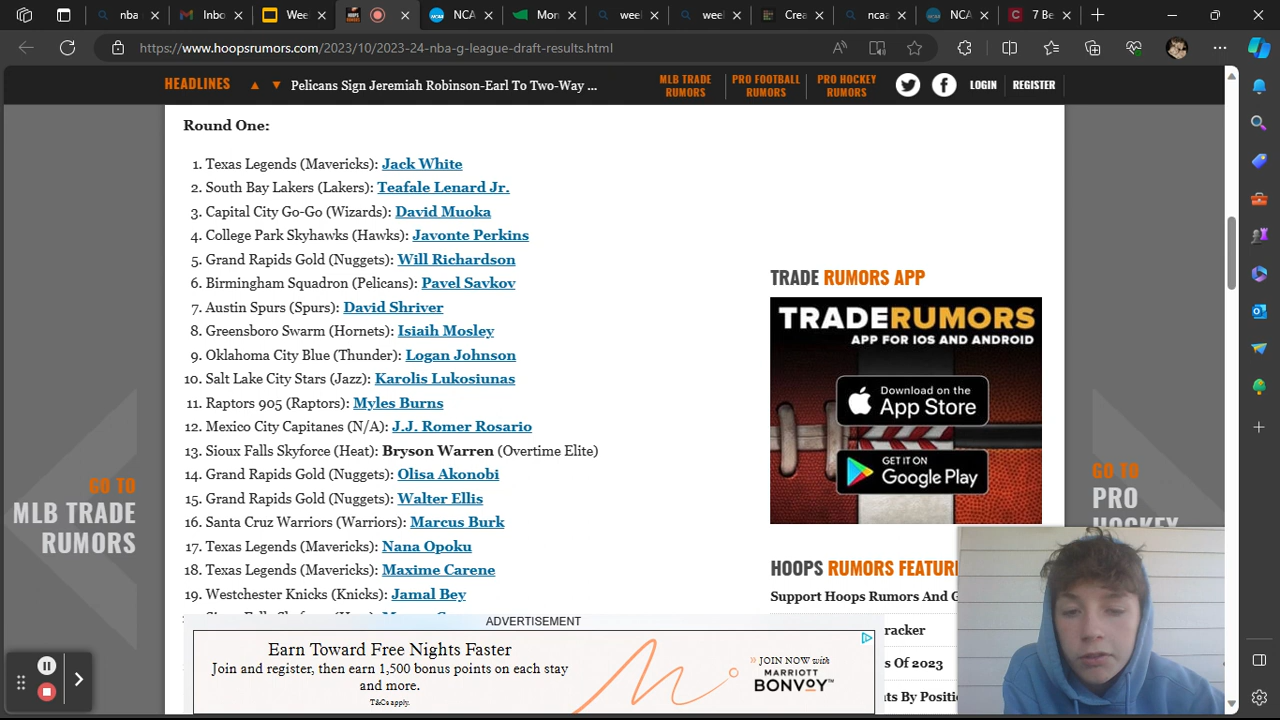 nba
Inbo
Wee
NCA
Mon
weel
weel
Crea
ncaa
NCA
7 Be
https://www.hoopsrumors.com/2023/10/2023-24-nba-g-league-draft-results.html
HEADLINES ▲ ▼ Pelicans Sign Jeremiah Robinson-Earl To Two-Way ...
MLB TRADE RUMORS
PRO FOOTBALL RUMORS
PRO HOCKEY RUMORS
LOGIN
REGISTER
Round One:
1. Texas Legends (Mavericks): Jack White
2. South Bay Lakers (Lakers): Teafale Lenard Jr.
3. Capital City Go-Go (Wizards): David Muoka
4. College Park Skyhawks (Hawks): Javonte Perkins
5. Grand Rapids Gold (Nuggets): Will Richardson
6. Birmingham Squadron (Pelicans): Pavel Savkov
7. Austin Spurs (Spurs): David Shriver
8. Greensboro Swarm (Hornets): Isiaih Mosley
9. Oklahoma City Blue (Thunder): Logan Johnson
10. Salt Lake City Stars (Jazz): Karolis Lukosiunas
11. Raptors 905 (Raptors): Myles Burns
12. Mexico City Capitanes (N/A): J.J. Romer Rosario
13. Sioux Falls Skyforce (Heat): Bryson Warren (Overtime Elite)
14. Grand Rapids Gold (Nuggets): Olisa Akonobi
15. Grand Rapids Gold (Nuggets): Walter Ellis
16. Santa Cruz Warriors (Warriors): Marcus Burk
17. Texas Legends (Mavericks): Nana Opoku
18. Texas Legends (Mavericks): Maxime Carene
19. Westchester Knicks (Knicks): Jamal Bey
TRADE RUMORS APP
TRADERUMORS
APP FOR IOS AND ANDROID
Download on the
App Store
GET IT ON
Google Play
HOOPS RUMORS FEATURE
Support Hoops Rumors And G
racker
s Of 2023
ts By Positi
GO TO
MLB TRADE
RUMORS
GO TO
PRO
HOCKEY
ADVERTISEMENT
Earn Toward Free Nights Faster
Join and register, then earn 1,500 bonus points on each stay
and more.
T&Cs apply.
JOIN NOW with
MARRIOTT
BONVOY™